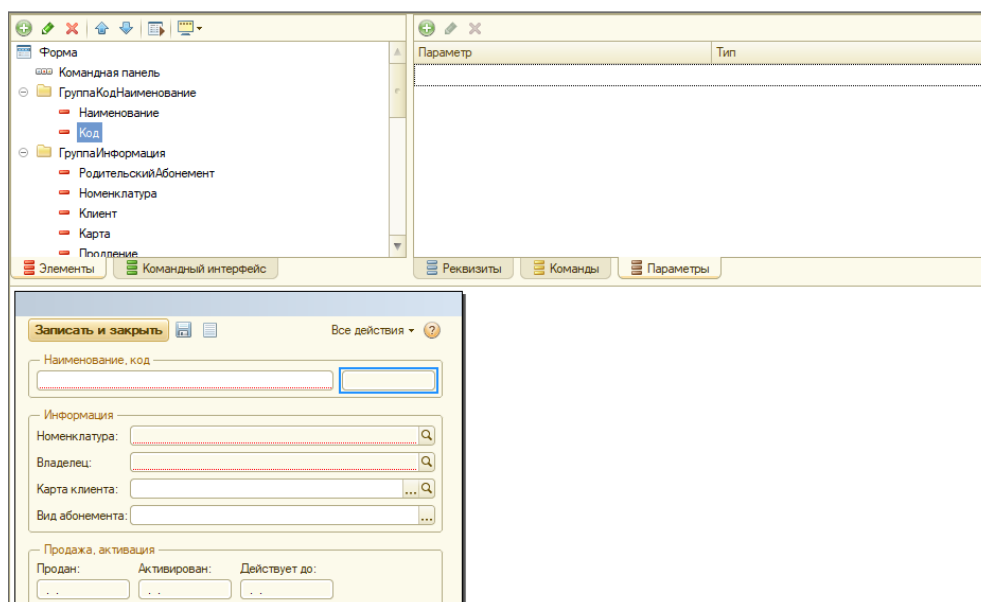 Форма
Командная панель
ГруппаКодНаименование
Наименование
Код
ГруппаИнформация
РодительскийАбонемент
Номенклатура
Клиент
Карта
Продление
Элементы
Командный интерфейс
Параметр
Тип
Реквизиты
Команды
Параметры
Записать и закрыть
Все действия
Наименование, код
Информация
Номенклатура:
Владелец:
Карта клиента:
Вид абонемента:
Продажа, активация
Продан: Активирован: Действует до: